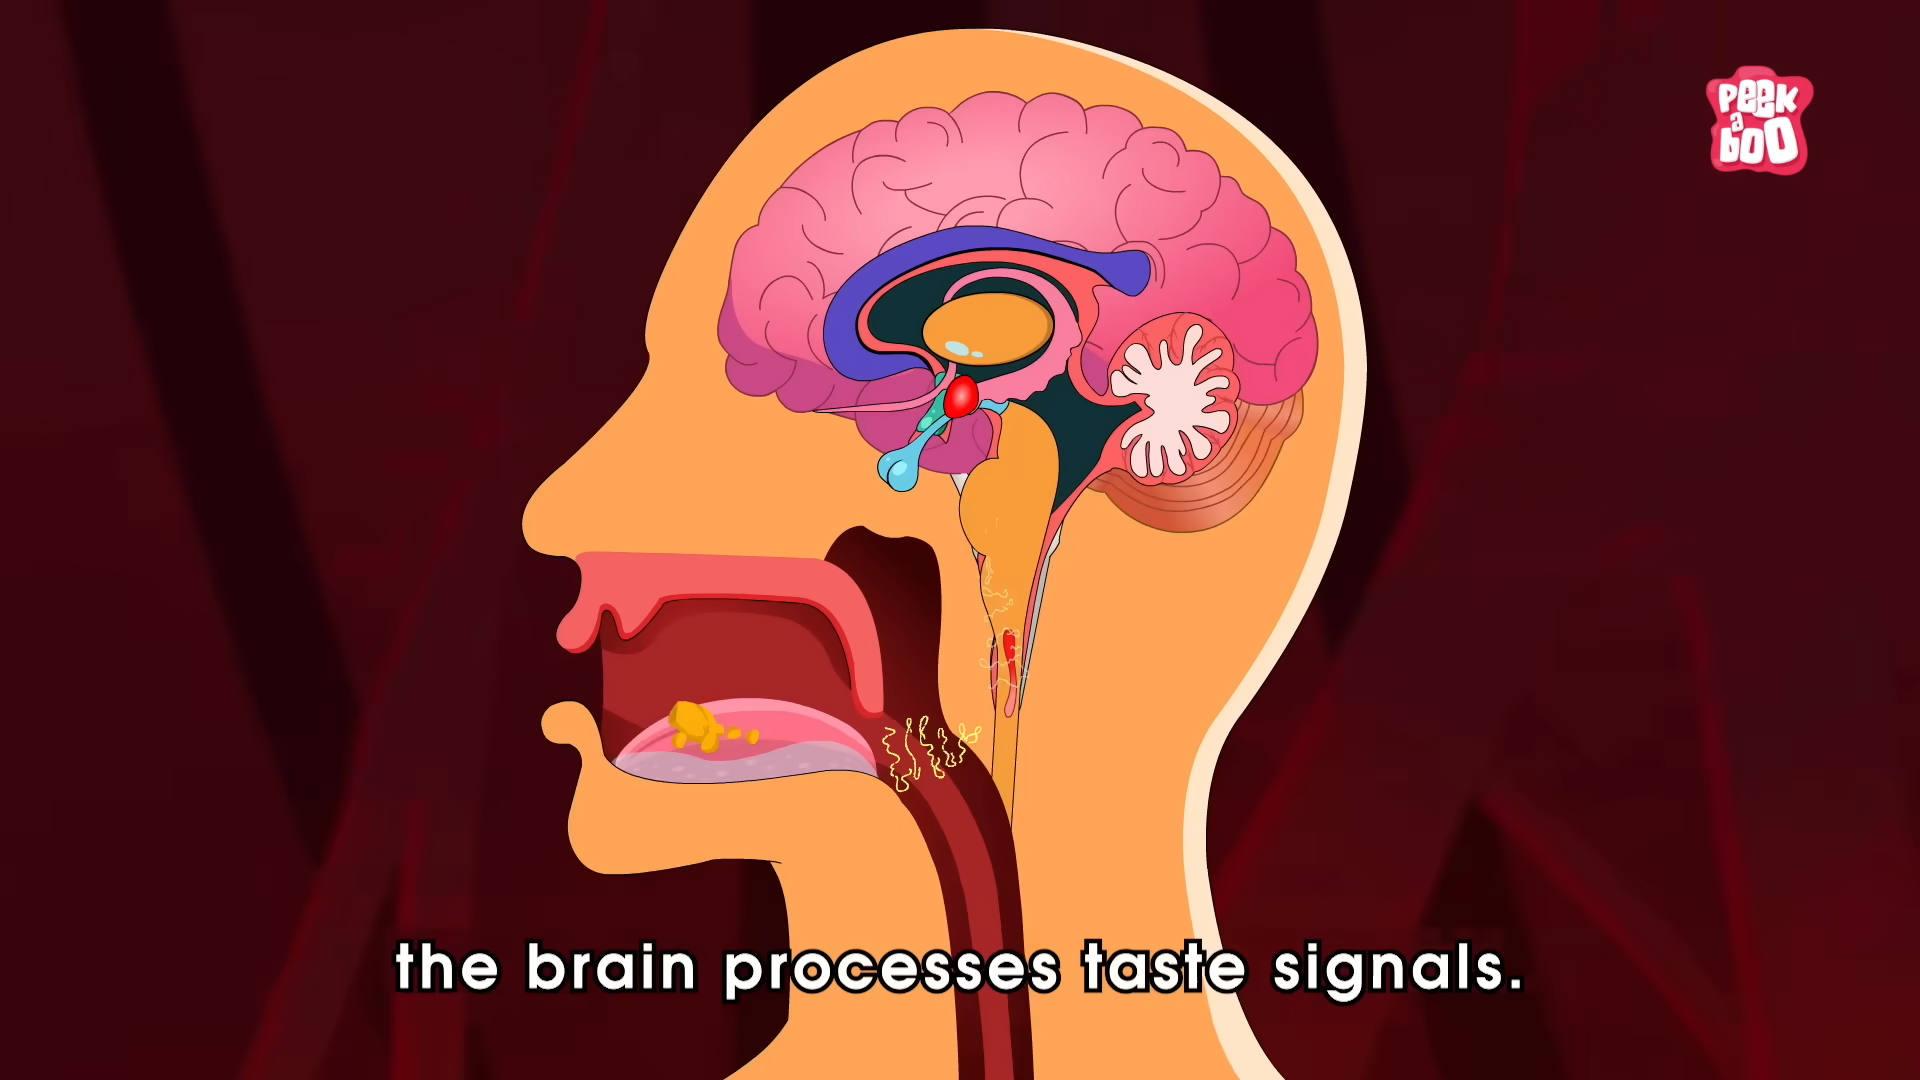 Peek
a
boo
the brain processes taste signals.